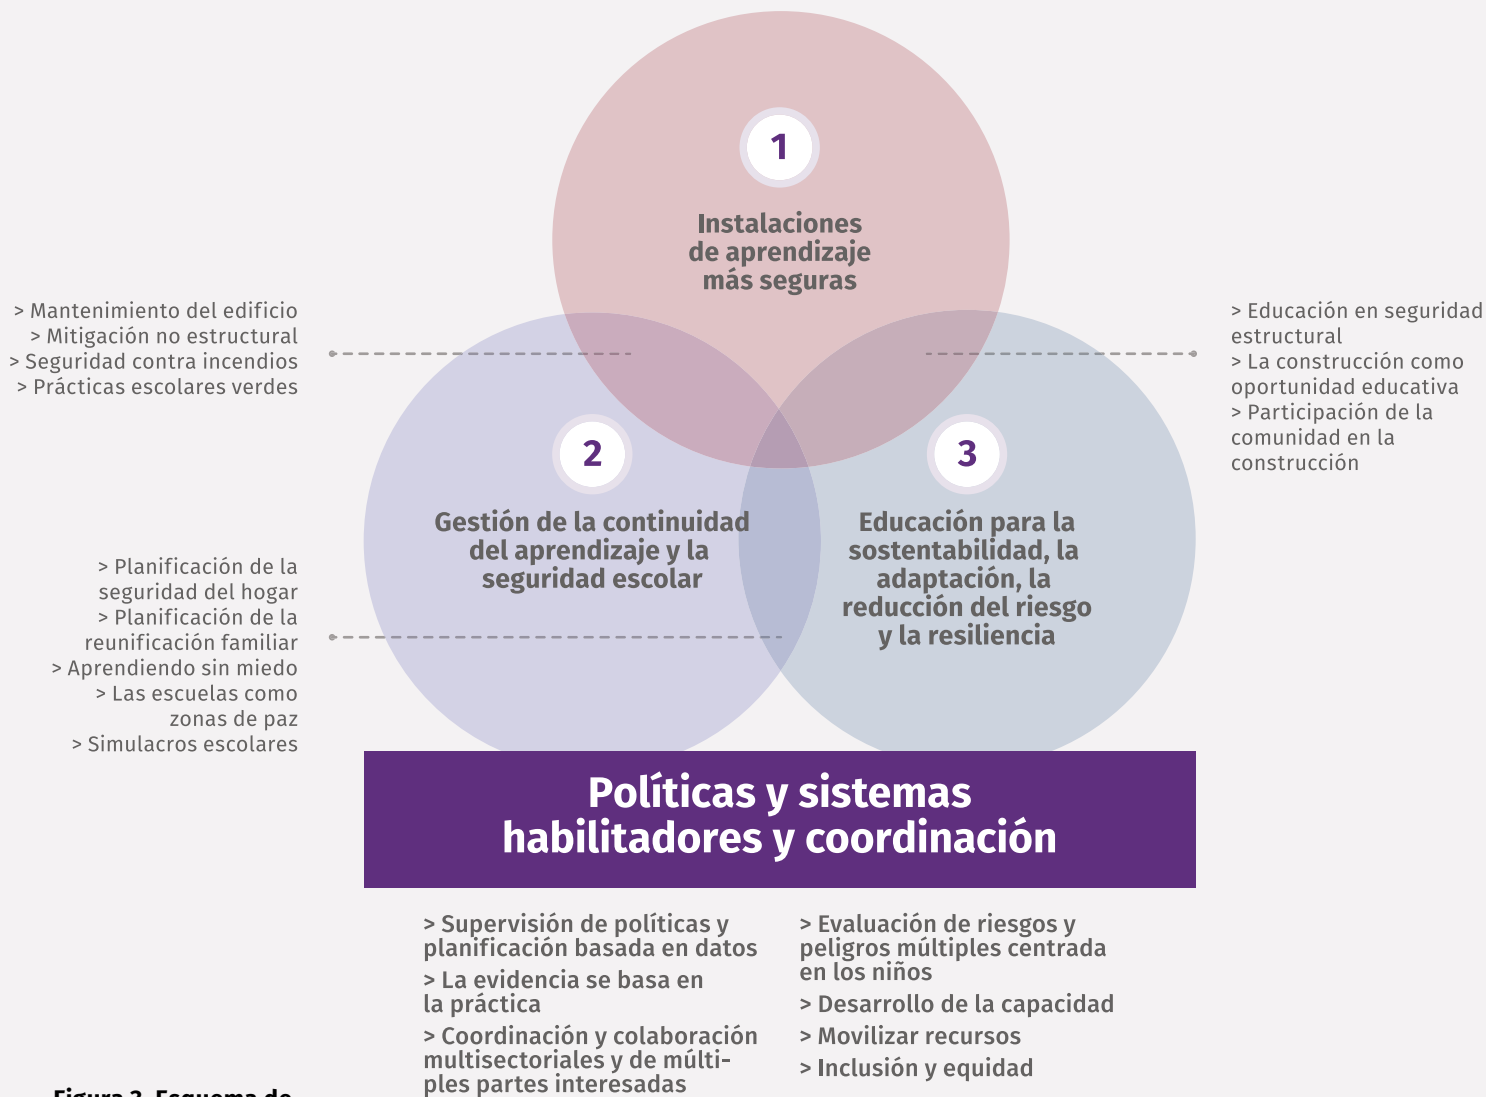 1
Instalaciones
de aprendizaje
más seguras
> Mantenimiento del edificio
> Mitigación no estructural
> Seguridad contra incendios
> Prácticas escolares verdes
> Educación en seguridad
estructural
> La construcción como
oportunidad educativa
> Participación de la
comunidad en la
construcción
2
Gestión de la continuidad
del aprendizaje y la
seguridad escolar
3
Educación para la
sostentabilidad, la
adaptación, la
reducción del riesgo
y la resiliencia
> Planificación de la
seguridad del hogar
> Planificación de la
reunificación familiar
> Aprendiendo sin miedo
> Las escuelas como
zonas de paz
> Simulacros escolares
Políticas y sistemas
habilitadores y coordinación
> Supervisión de políticas y
planificación basada en datos
> La evidencia se basa en
la práctica
> Coordinación y colaboración
multisectoriales y de múlti-
ples partes interesadas
> Evaluación de riesgos y
peligros múltiples centrada
en los niños
> Desarrollo de la capacidad
> Movilizar recursos
> Inclusión y equidad